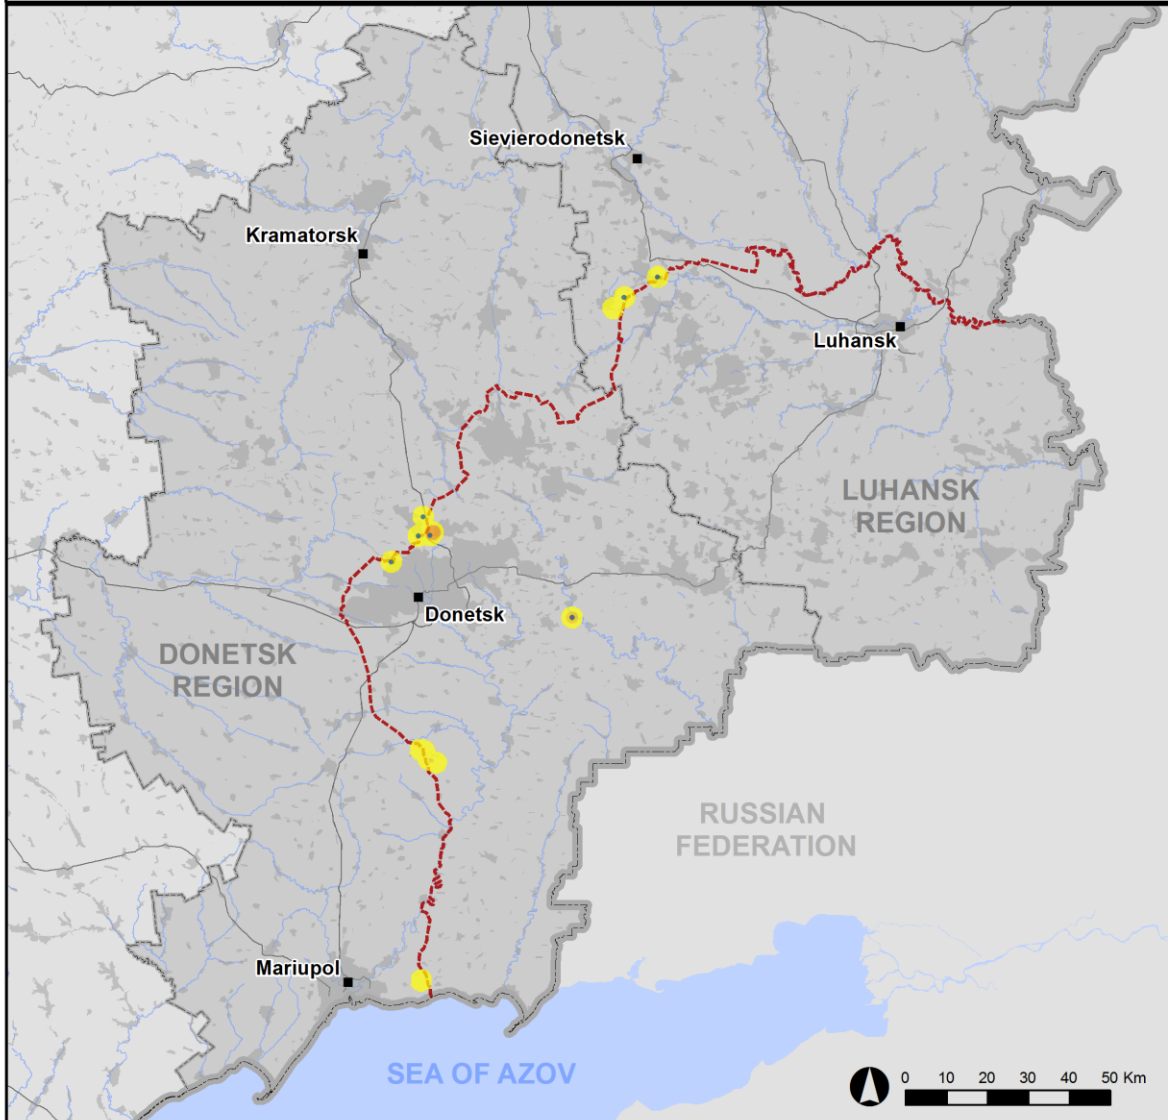 Sievierodonetsk
Kramatorsk
Luhansk
LUHANSK
REGION
Donetsk
DONETSK
REGION
RUSSIAN
FEDERATION
Mariupol
SEA OF AZOV
0 10 20 30 40 50 Km